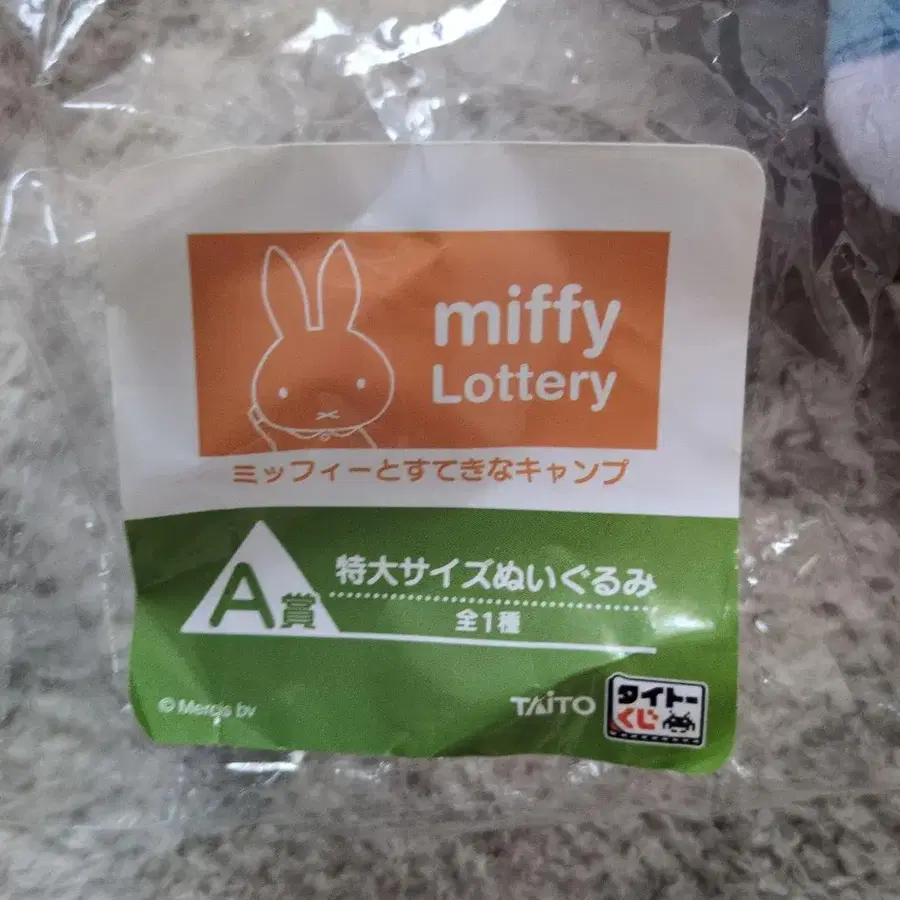 miffy
Lottery
ミッフィーとすてきなキャンプ
A賞
特大サイズぬいぐるみ
全1種
© Mercis bv
TAITO
タイトー
くじ